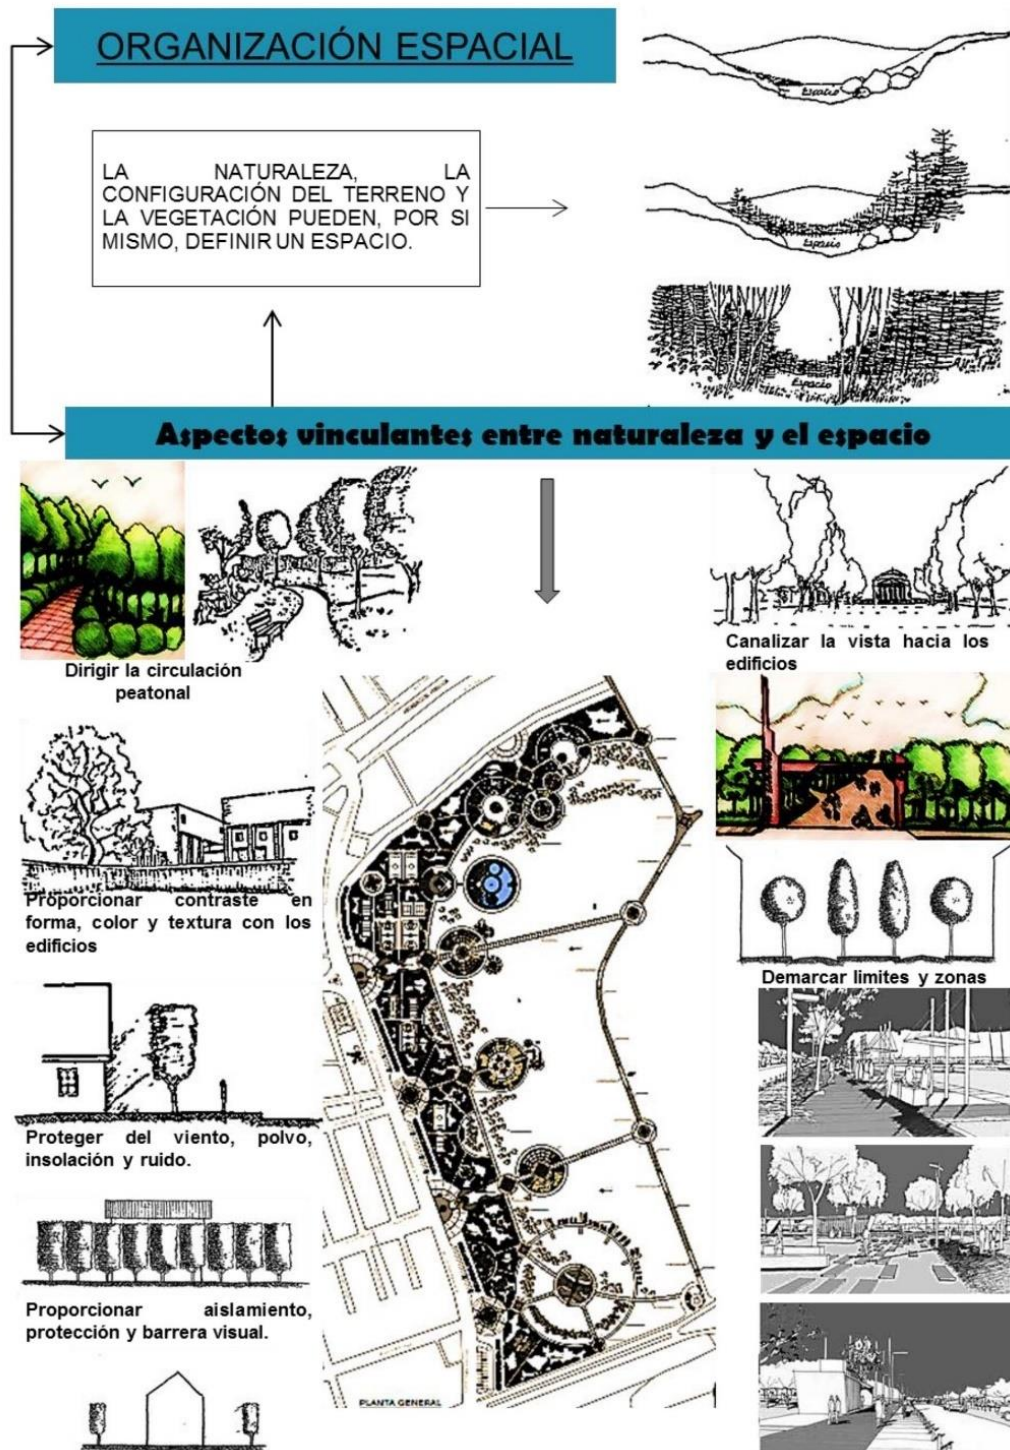 ORGANIZACIÓN ESPACIAL
LA NATURALEZA, LA
CONFIGURACIÓN DEL TERRENO Y
LA VEGETACIÓN PUEDEN, POR SI
MISMO, DEFINIR UN ESPACIO.
Espacio
Espacio
Espacio
Aspectos vinculantes entre naturaleza y el espacio
Dirigir la circulación
peatonal
Canalizar la vista hacia los
edificios
Proporcionar contraste en
forma, color y textura con los
edificios
Demarcar limites y zonas
Proteger del viento, polvo,
insolación y ruido.
Proporcionar aislamiento,
protección y barrera visual.
PLANTA GENERAL